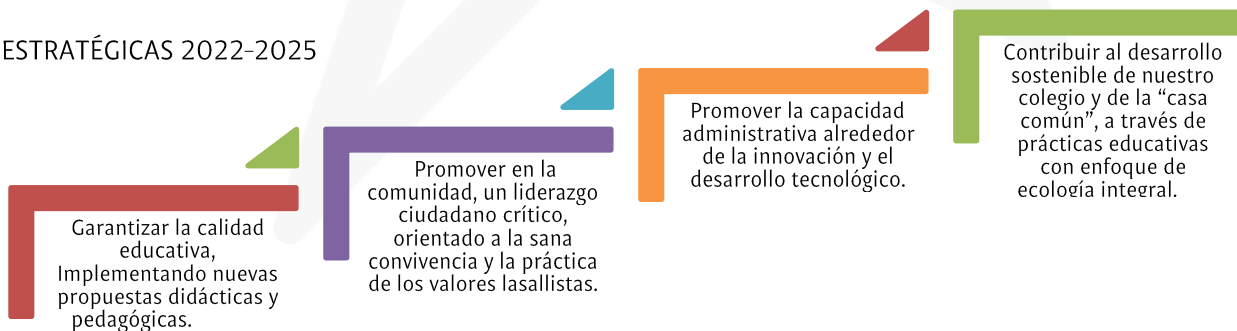 ESTRATÉGICAS 2022-2025
Garantizar la calidad
educativa,
Implementando nuevas
propuestas didácticas y
pedagógicas.
Promover en la
comunidad, un liderazgo
ciudadano crítico,
orientado a la sana
convivencia y la práctica
de los valores lasallistas.
Promover la capacidad
administrativa alrededor
de la innovación y el
desarrollo tecnológico.
Contribuir al desarrollo
sostenible de nuestro
colegio y de la “casa
común”, a través de
prácticas educativas
con enfoque de
ecología integral.